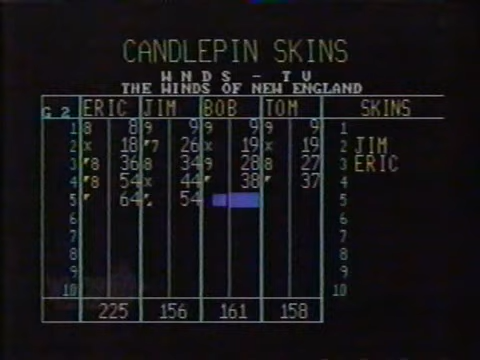 CANDLEPIN SKINS
WNDS - TV
THE WINDS OF NEW ENGLAND
G 2 ERIC JIM BOB TOM SKINS
1 8 8 9 9 9 9 9 9 1
2 x 18 7 26 x 19 x 19 2 JIM
3 8 36 8 34 9 28 8 27 3 ERIC
4 8 54 x 44 38 37 4
5 64 54 5
6 6
7 7
8 8
9 9
10 10
225 156 161 158